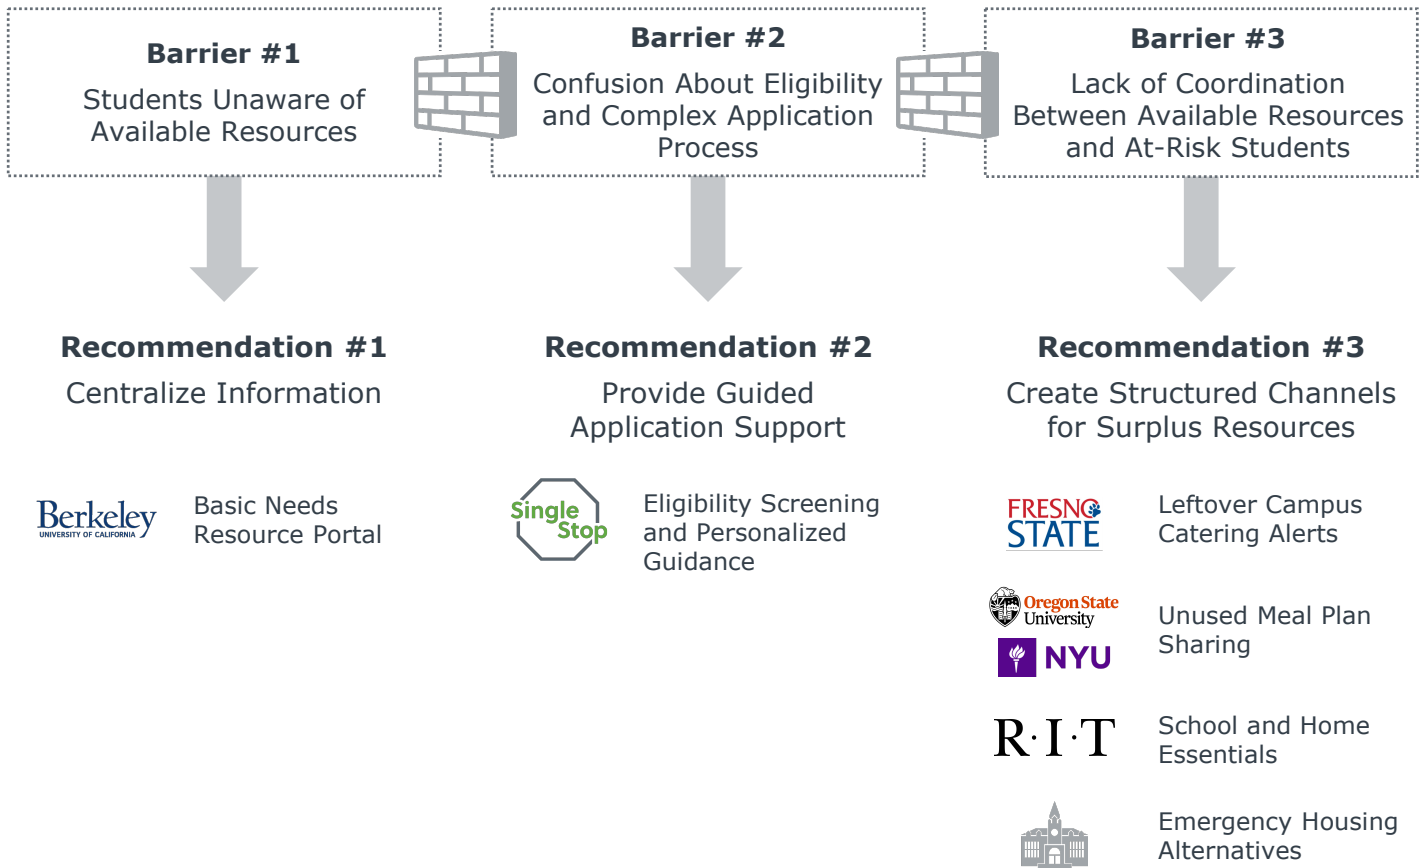 Barrier #1
Students Unaware of
Available Resources
Barrier #2
Confusion About Eligibility
and Complex Application
Process
Barrier #3
Lack of Coordination
Between Available Resources
and At-Risk Students
Recommendation #1
Centralize Information
Berkeley
UNIVERSITY OF CALIFORNIA
Basic Needs
Resource Portal
Recommendation #2
Provide Guided
Application Support
Single
Stop
Eligibility Screening
and Personalized
Guidance
Recommendation #3
Create Structured Channels
for Surplus Resources
FRESNO
STATE
Leftover Campus
Catering Alerts
Oregon State
University
NYU
Unused Meal Plan
Sharing
R·I·T
School and Home
Essentials
Emergency Housing
Alternatives